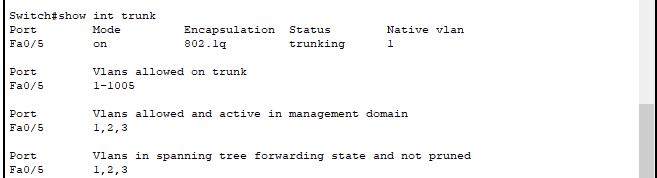 Switch#show int trunk
Port Mode Encapsulation Status Native vlan
Fa0/5 on 802.1q trunking 1
Port Vlans allowed on trunk
Fa0/5 1-1005
Port Vlans allowed and active in management domain
Fa0/5 1,2,3
Port Vlans in spanning tree forwarding state and not pruned
Fa0/5 1,2,3